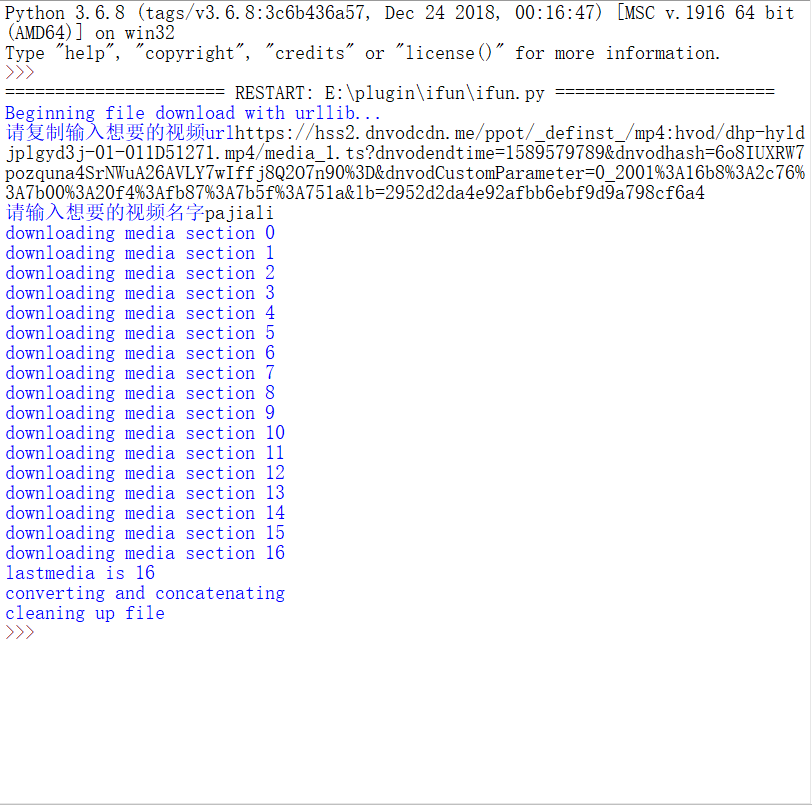 Python 3.6.8 (tags/v3.6.8:3c6b436a57, Dec 24 2018, 00:16:47) [MSC v.1916 64 bit
(AMD64)] on win32
Type "help", "copyright", "credits" or "license()" for more information.
>>>
====================== RESTART: E:\plugin\ifun\ifun.py ======================
Beginning file download with urllib...
请复制输入想要的视频urlhttps://hss2.dnvodcdn.me/ppot/_definst_/mp4:hvod/dhp-hyld
jplgyd3j-01-011D51271.mp4/media_1.ts?dnvodendtime=1589579789&dnvodhash=6o8IUXRW7
pozquna4SrNWuA26AVLY7wIffj8Q2O7n90%3D&dnvodCustomParameter=0_2001%3A16b8%3A2c76%
3A7b00%3A20f4%3Afb87%3A7b5f%3A751a&lb=2952d2da4e92afbb6ebf9d9a798cf6a4
请输入想要的视频名字pajiali
downloading media section 0
downloading media section 1
downloading media section 2
downloading media section 3
downloading media section 4
downloading media section 5
downloading media section 6
downloading media section 7
downloading media section 8
downloading media section 9
downloading media section 10
downloading media section 11
downloading media section 12
downloading media section 13
downloading media section 14
downloading media section 15
downloading media section 16
lastmedia is 16
converting and concatenating
cleaning up file
>>>